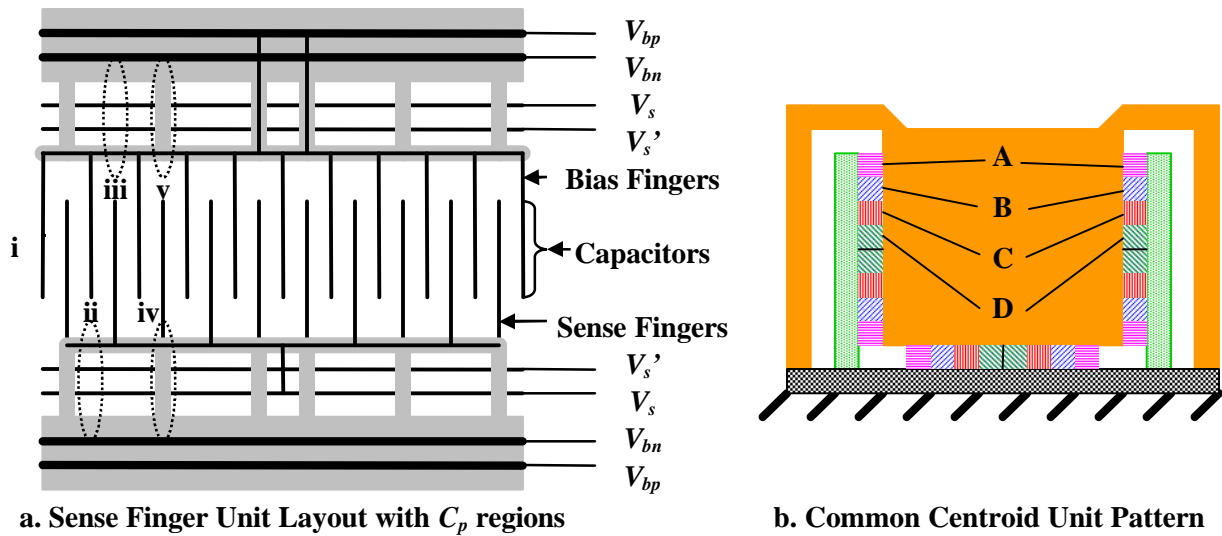 V_bp
V_bn
V_s
V_s’
iii v
Bias Fingers
i
Capacitors
ii iv
Sense Fingers
V_s’
V_s
V_bn
V_bp
a. Sense Finger Unit Layout with C_p regions
A
B
C
D
b. Common Centroid Unit Pattern